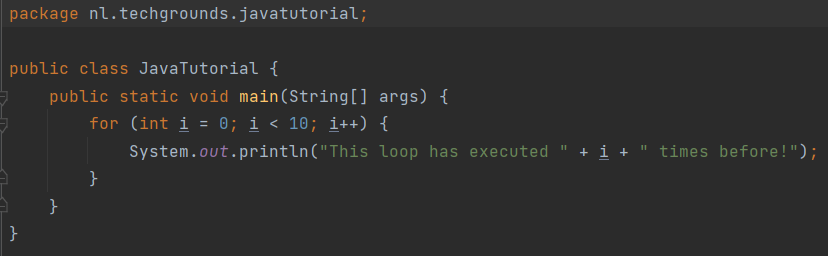 package nl.techgrounds.javatutorial;
public class JavaTutorial {
public static void main(String[] args) {
for (int i = 0; i < 10; i++) {
System.out.println("This loop has executed " + i + " times before!");
}
}
}